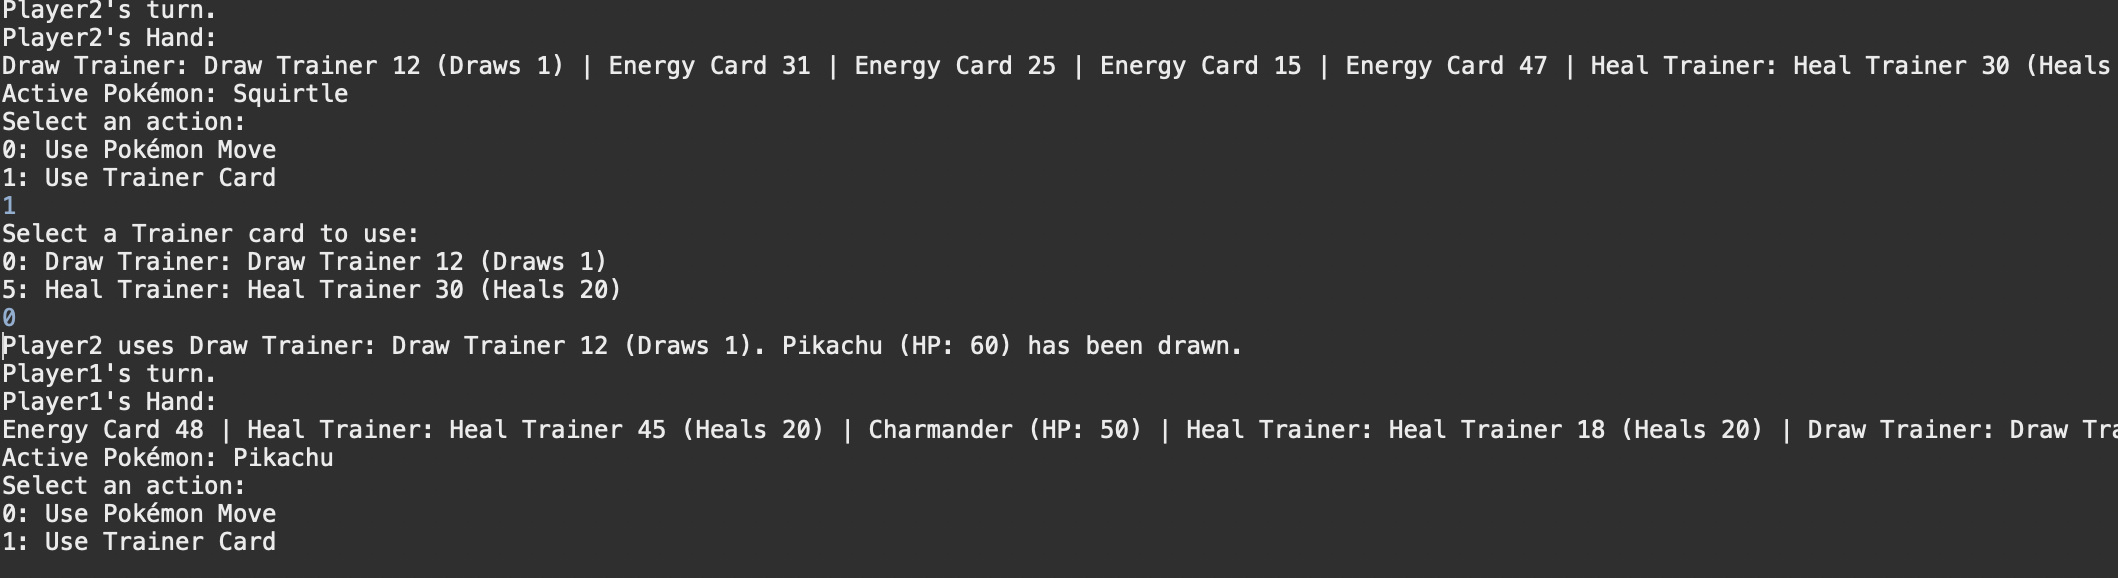 Player2's turn.
Player2's Hand:
Draw Trainer: Draw Trainer 12 (Draws 1) | Energy Card 31 | Energy Card 25 | Energy Card 15 | Energy Card 47 | Heal Trainer: Heal Trainer 30 (Heals
Active Pokémon: Squirtle
Select an action:
0: Use Pokémon Move
1: Use Trainer Card
1
Select a Trainer card to use:
0: Draw Trainer: Draw Trainer 12 (Draws 1)
5: Heal Trainer: Heal Trainer 30 (Heals 20)
0
Player2 uses Draw Trainer: Draw Trainer 12 (Draws 1). Pikachu (HP: 60) has been drawn.
Player1's turn.
Player1's Hand:
Energy Card 48 | Heal Trainer: Heal Trainer 45 (Heals 20) | Charmander (HP: 50) | Heal Trainer: Heal Trainer 18 (Heals 20) | Draw Trainer: Draw Tra
Active Pokémon: Pikachu
Select an action:
0: Use Pokémon Move
1: Use Trainer Card